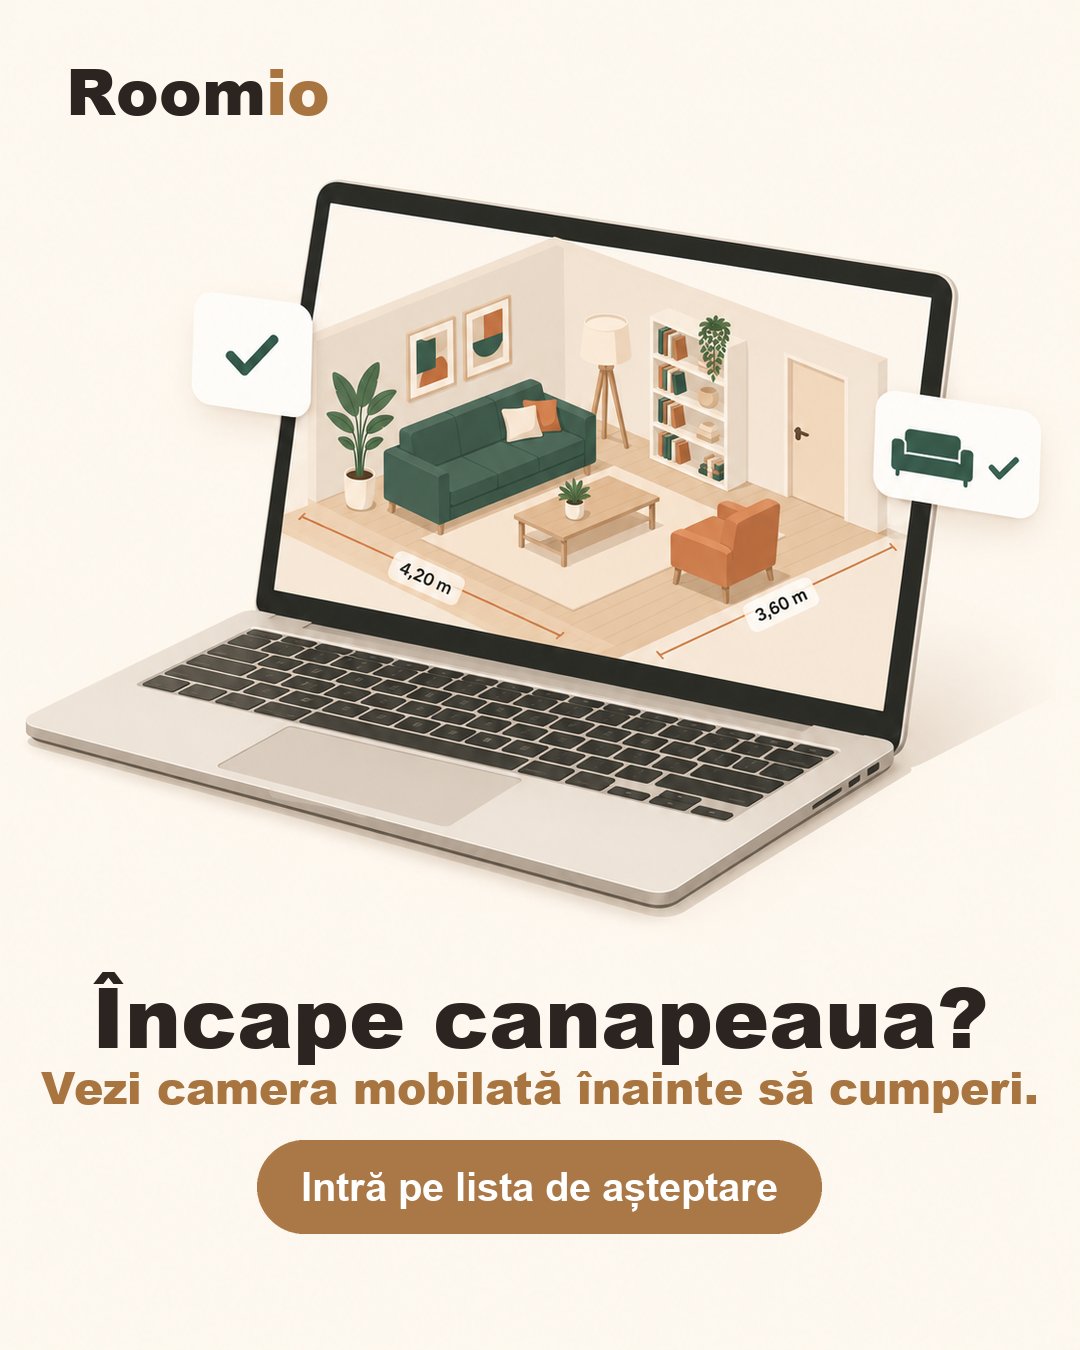 Roomio
4,20 m
3,60 m
Încape canapeaua?
Vezi camera mobilată înainte să cumperi.
Intră pe lista de așteptare